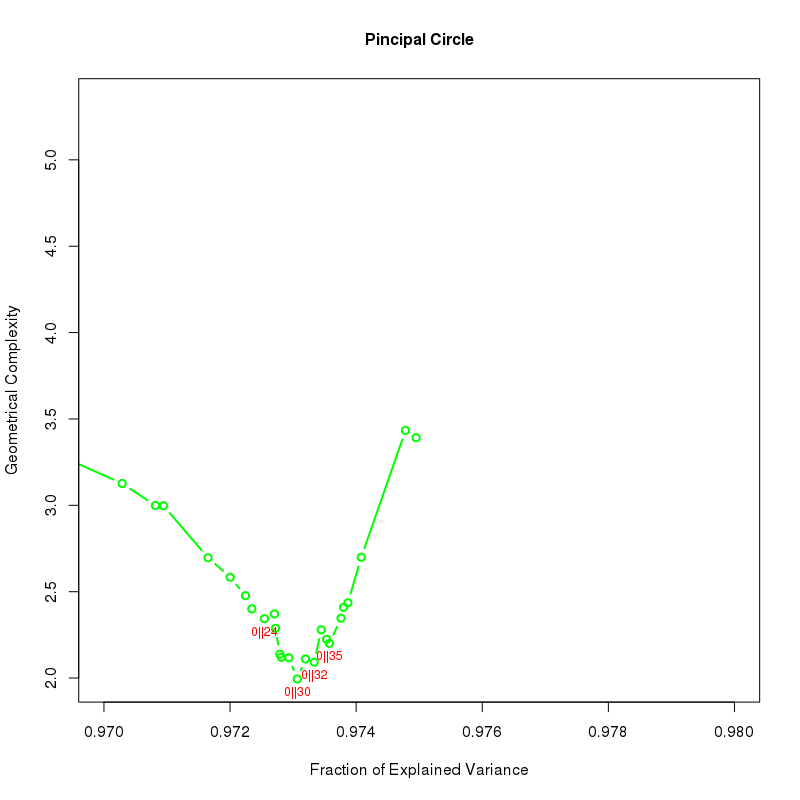 Pincipal Circle
Geometrical Complexity
5.0
4.5
4.0
3.5
3.0
2.5
2.0
0||24
0||35
0||32
0||30
0.970 0.972 0.974 0.976 0.978 0.980
Fraction of Explained Variance